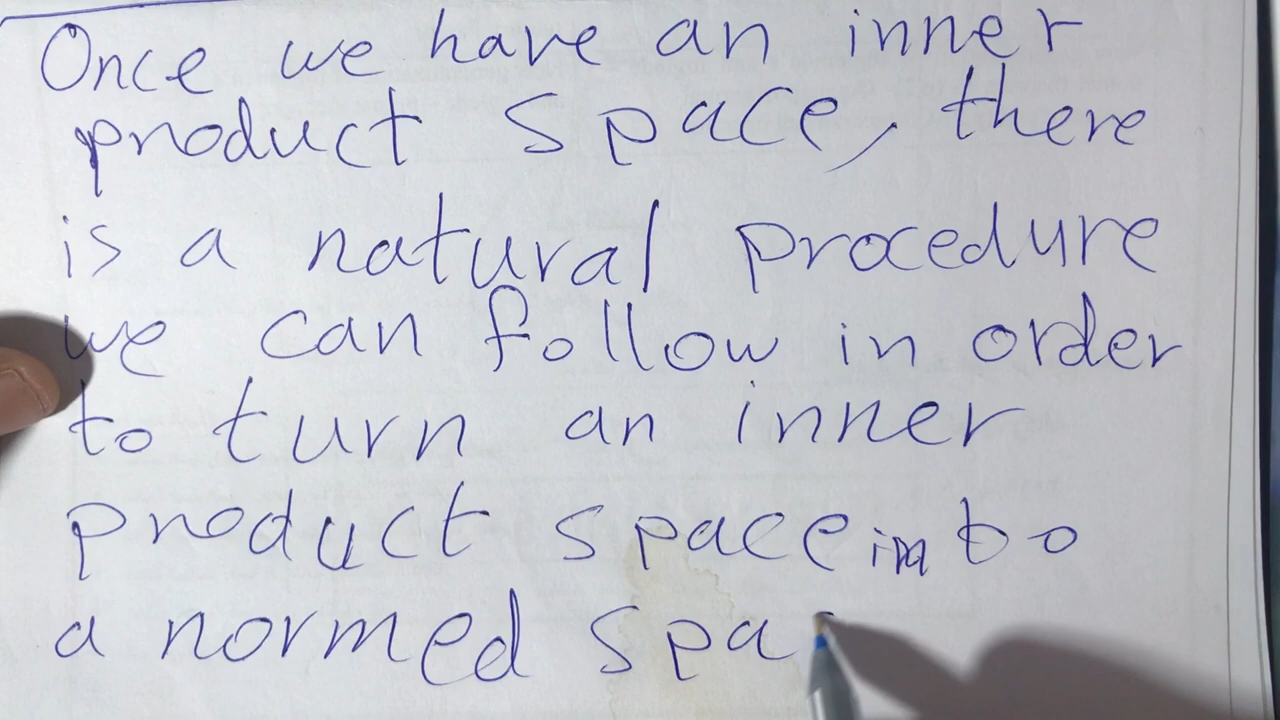 Once we have an inner
product space, there
is a natural procedure
we can follow in order
to turn an inner
product space into
a normed spa